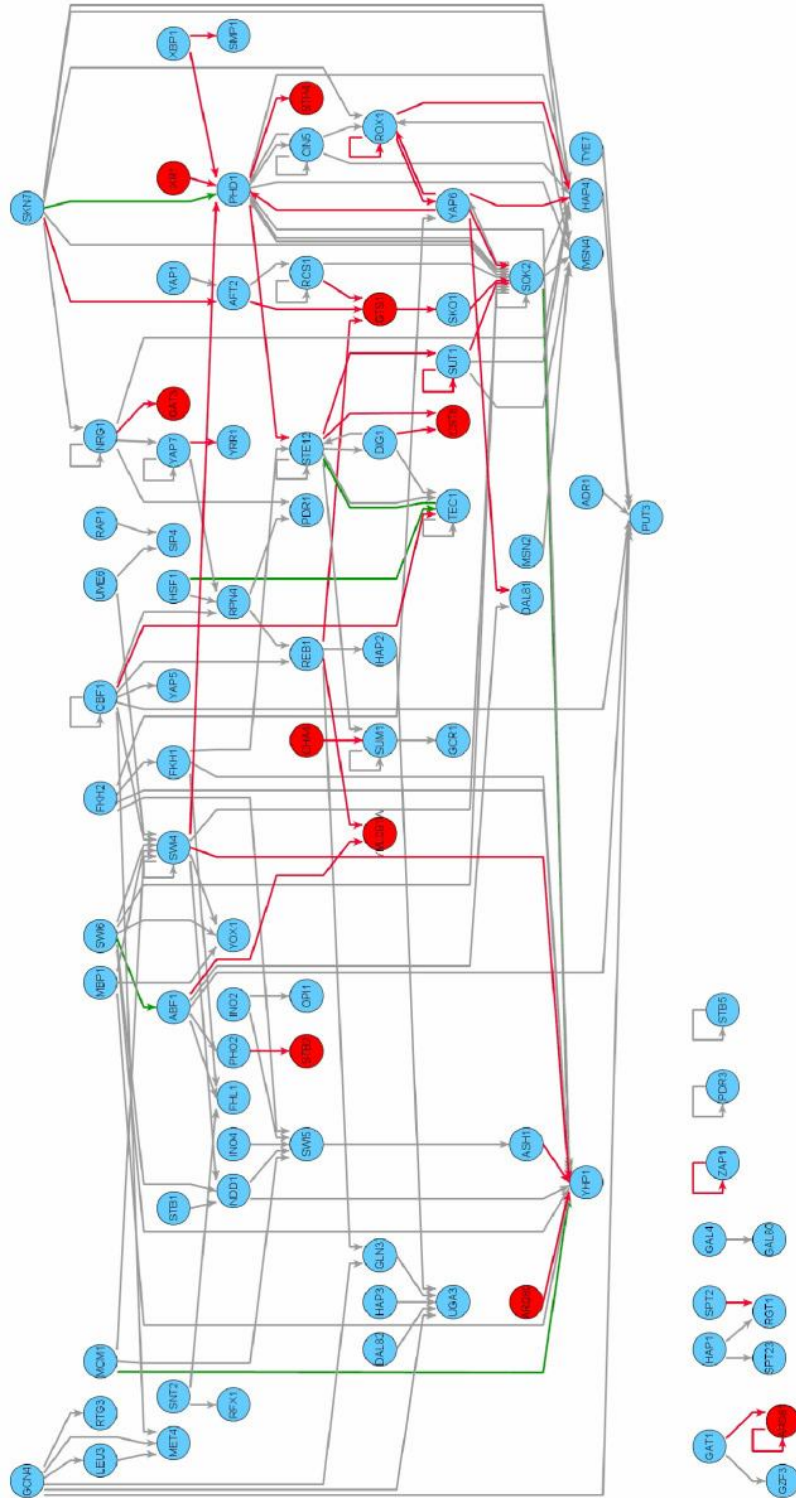 GCN4 SKN7
LEU3 RTG3 MCM1 MBP1 SWI6 FKH2 CBF1 UME6 RAP1 NRG1
MET4 SNT2 STB1 ABF1 SWI4 FKH1 YAP5 HSF1 SIP4 YAP7 YAP1 XBP1
RFX1 NDD1 INO4 FHL1 PHO2 INO2 YOX1 RPN4 YRR1 AFT2 PHD1 SMP1
SWI5 OPI1 CHA4 REB1 PDR1 STE12 RCS1 CIN5
DAL82 HAP3 GLN3 SUM1 HAP2 DIG1 GTS1 ROX1
UGA3 GCR1 TEC1 SUT1 SKO1 YAP6
ASH1 DAL81 MSN2 SOK2
YHP1 ADR1 MSN4 HAP4 TYE7
PUT3
GAT1 HAP1 SPT2 GAL4 ZAP1 PDR3 STB5
GZF3 SPT23 RGT1 GAL80